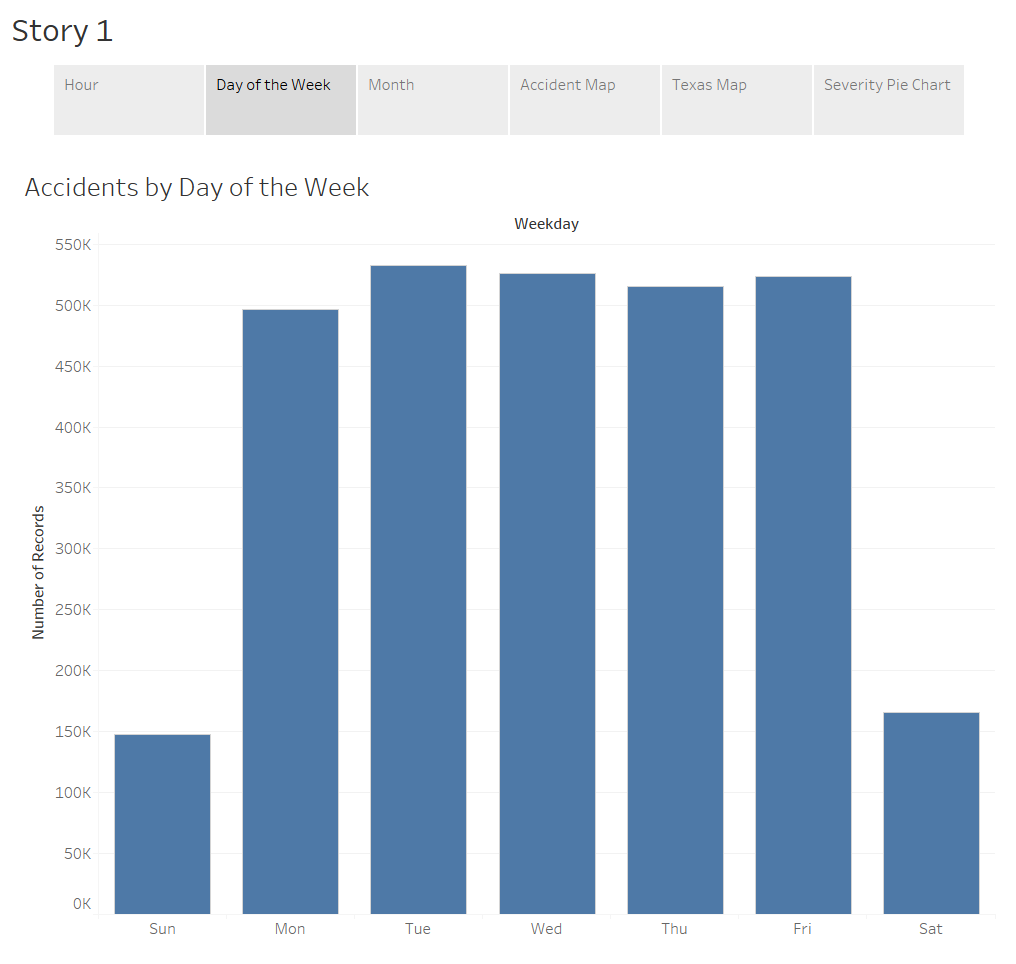 Story 1
Hour
Day of the Week
Month
Accident Map
Texas Map
Severity Pie Chart
Accidents by Day of the Week
Weekday
Number of Records
550K
500K
450K
400K
350K
300K
250K
200K
150K
100K
50K
0K
Sun
Mon
Tue
Wed
Thu
Fri
Sat